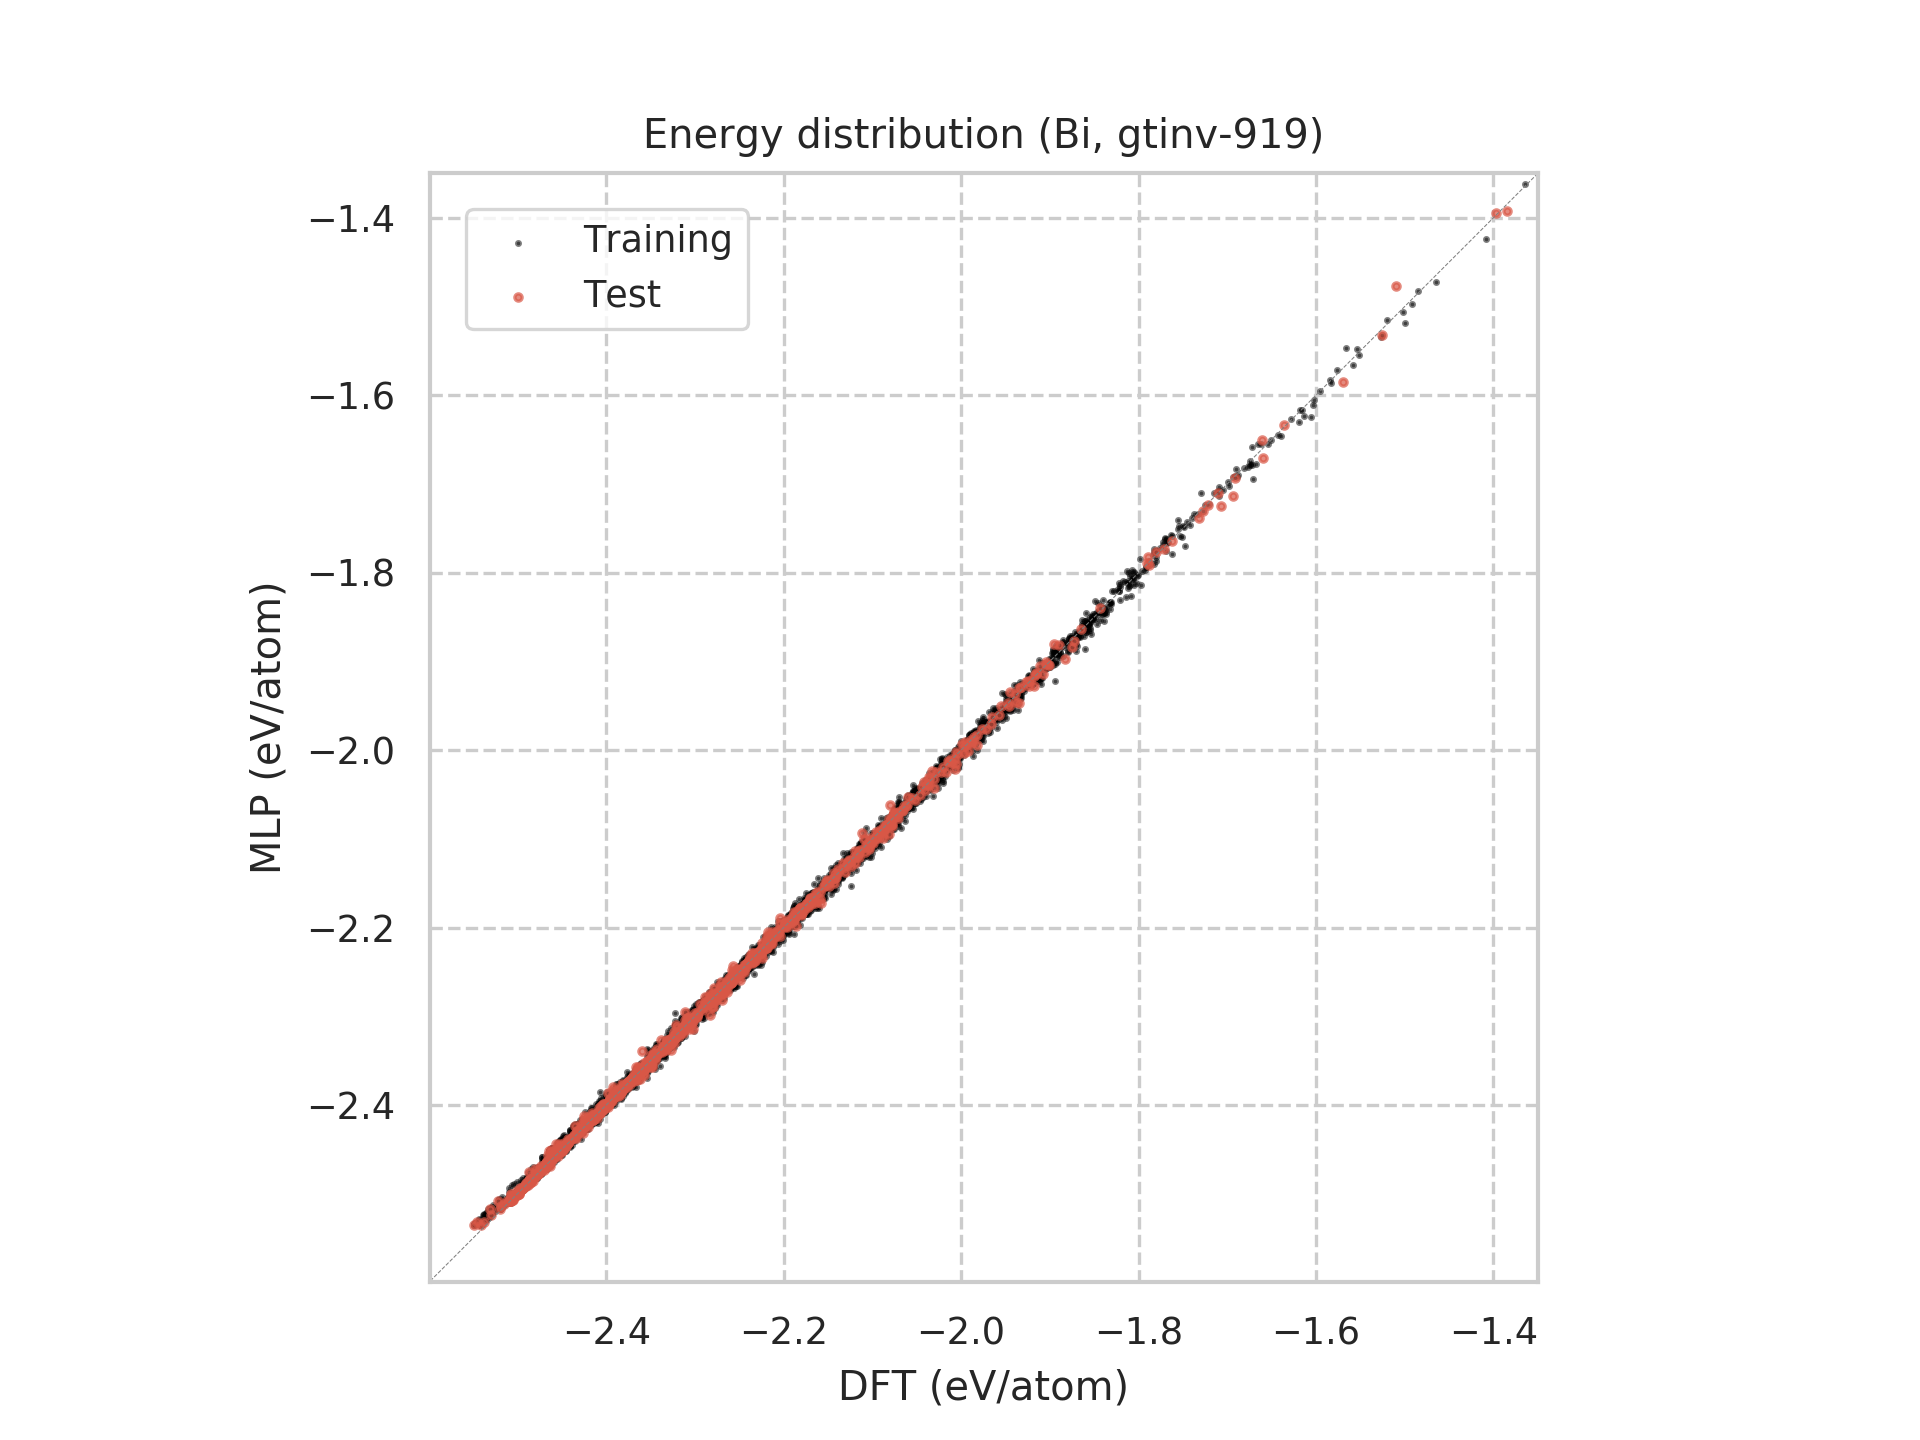 Energy distribution (Bi, gtinv-919)
Training
Test
−1.4
−1.6
−1.8
−2.0
−2.2
−2.4
MLP (eV/atom)
−2.4 −2.2 −2.0 −1.8 −1.6 −1.4
DFT (eV/atom)